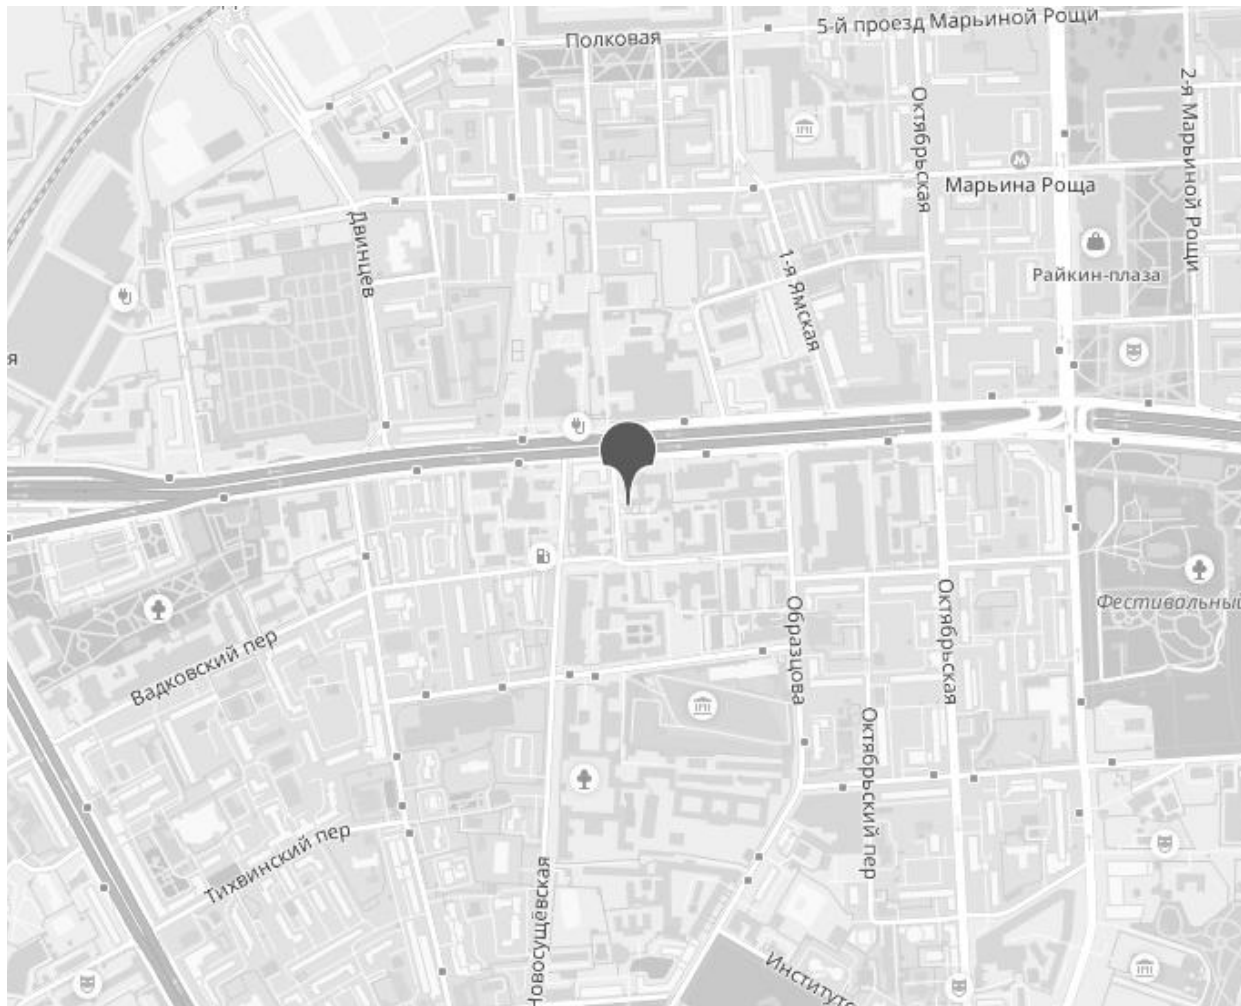 Полковая
5-й проезд Марьиной Рощи
Октябрьская
2-я Марьиной Рощи
М
Марьина Роща
Двинцев
1-я Ямская
Райкин-плаза
я
Фестивальный
Вадковский пер
Образцова
Октябрьская
Октябрьский пер
Тихвинский пер
Новосущёвская
Институтс